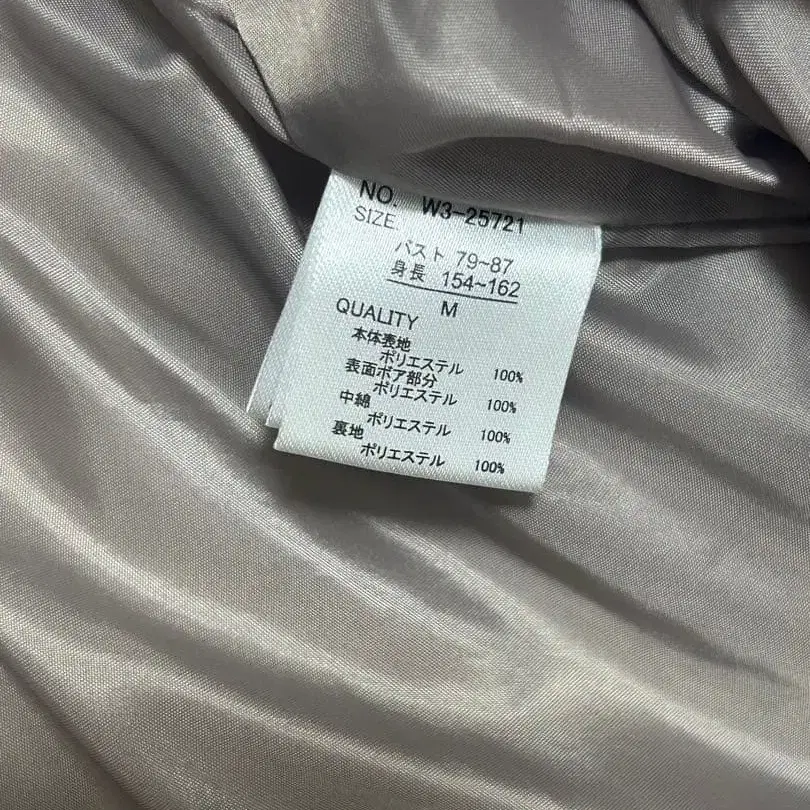 NO. W3-25721
SIZE.
バスト 79~87
身長 154~162
M
QUALITY
本体表地
ポリエステル 100%
表面ボア部分
ポリエステル 100%
中綿
ポリエステル 100%
裏地
ポリエステル 100%